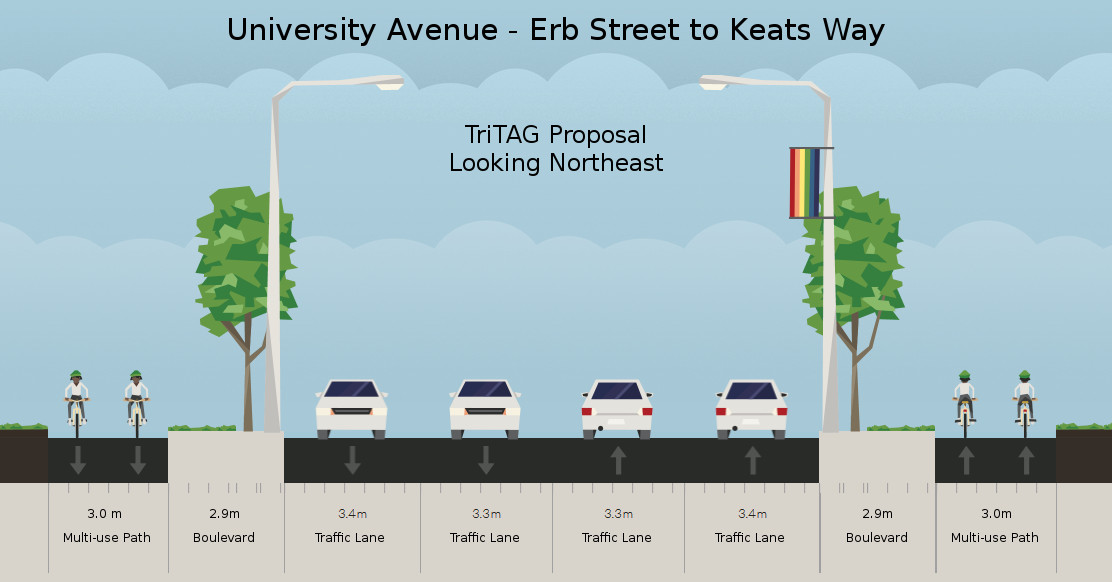 University Avenue - Erb Street to Keats Way
TriTAG Proposal
Looking Northeast
3.0 m 2.9m 3.4m 3.3m 3.3m 3.4m 2.9m 3.0m
Multi-use Path Boulevard Traffic Lane Traffic Lane Traffic Lane Traffic Lane Boulevard Multi-use Path